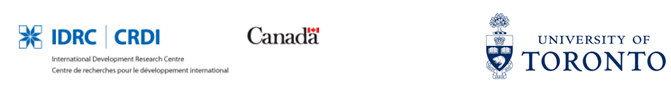 IDRC | CRDI
International Development Research Centre
Centre de recherches pour le développement international
Canada
UNIVERSITY OF
TORONTO